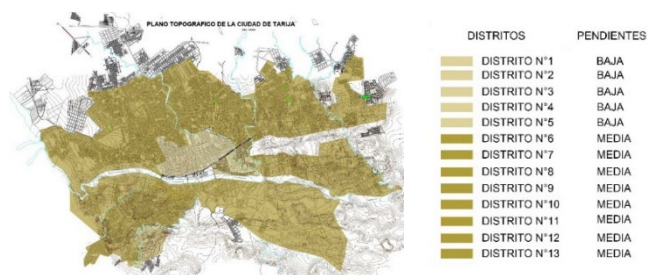 PLANO TOPOGRAFICO DE LA CIUDAD DE TARIJA
DISTRITOS PENDIENTES
DISTRITO N°1 BAJA
DISTRITO N°2 BAJA
DISTRITO N°3 BAJA
DISTRITO N°4 BAJA
DISTRITO N°5 BAJA
DISTRITO N°6 MEDIA
DISTRITO N°7 MEDIA
DISTRITO N°8 MEDIA
DISTRITO N°9 MEDIA
DISTRITO N°10 MEDIA
DISTRITO N°11 MEDIA
DISTRITO N°12 MEDIA
DISTRITO N°13 MEDIA